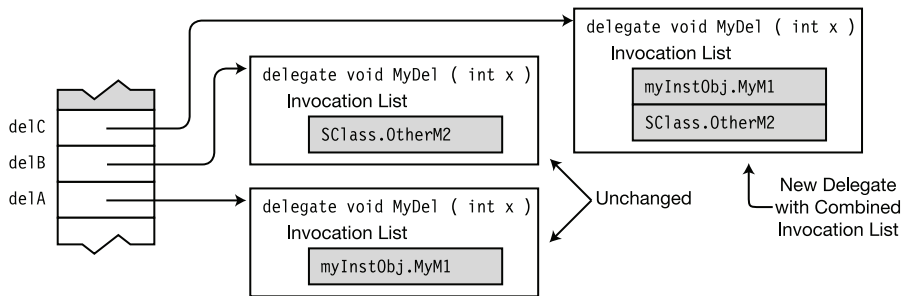 delC
delB
delA
delegate void MyDel ( int x )
Invocation List
SClass.OtherM2
delegate void MyDel ( int x )
Invocation List
myInstObj.MyM1
delegate void MyDel ( int x )
Invocation List
myInstObj.MyM1
SClass.OtherM2
Unchanged
New Delegate
with Combined
Invocation List